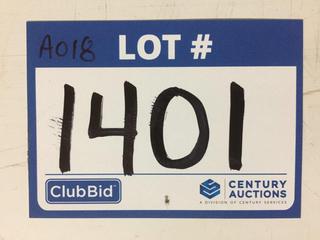 A018 LOT #
1401
ClubBid
CENTURY
AUCTIONS
A DIVISION OF CENTURY SERVICES